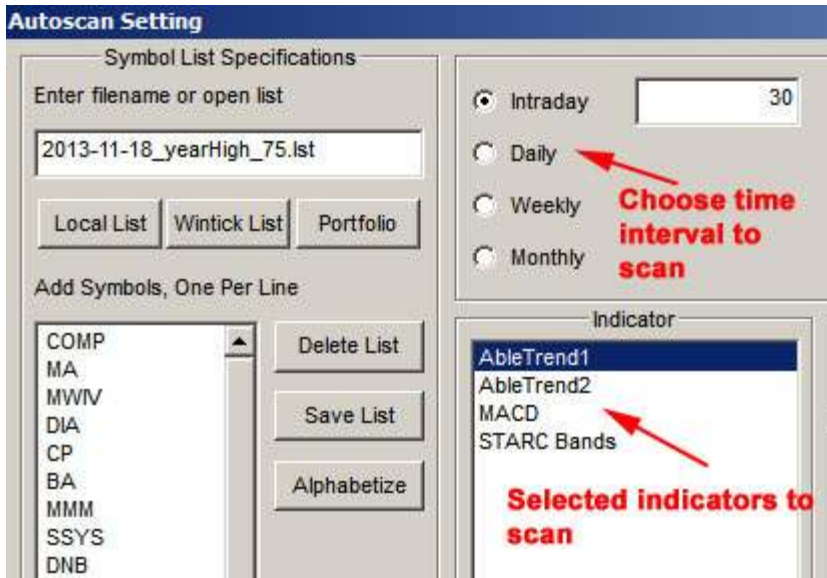 Autoscan Setting
Symbol List Specifications
Enter filename or open list
2013-11-18_yearHigh_75.lst
Local List
Wintick List
Portfolio
Add Symbols, One Per Line
COMP
MA
MWIV
DIA
CP
BA
MMM
SSYS
DNB
Delete List
Save List
Alphabetize
Intraday
30
Daily
Weekly
Monthly
Choose time
interval to
scan
Indicator
AbleTrend1
AbleTrend2
MACD
STARC Bands
Selected indicators to
scan